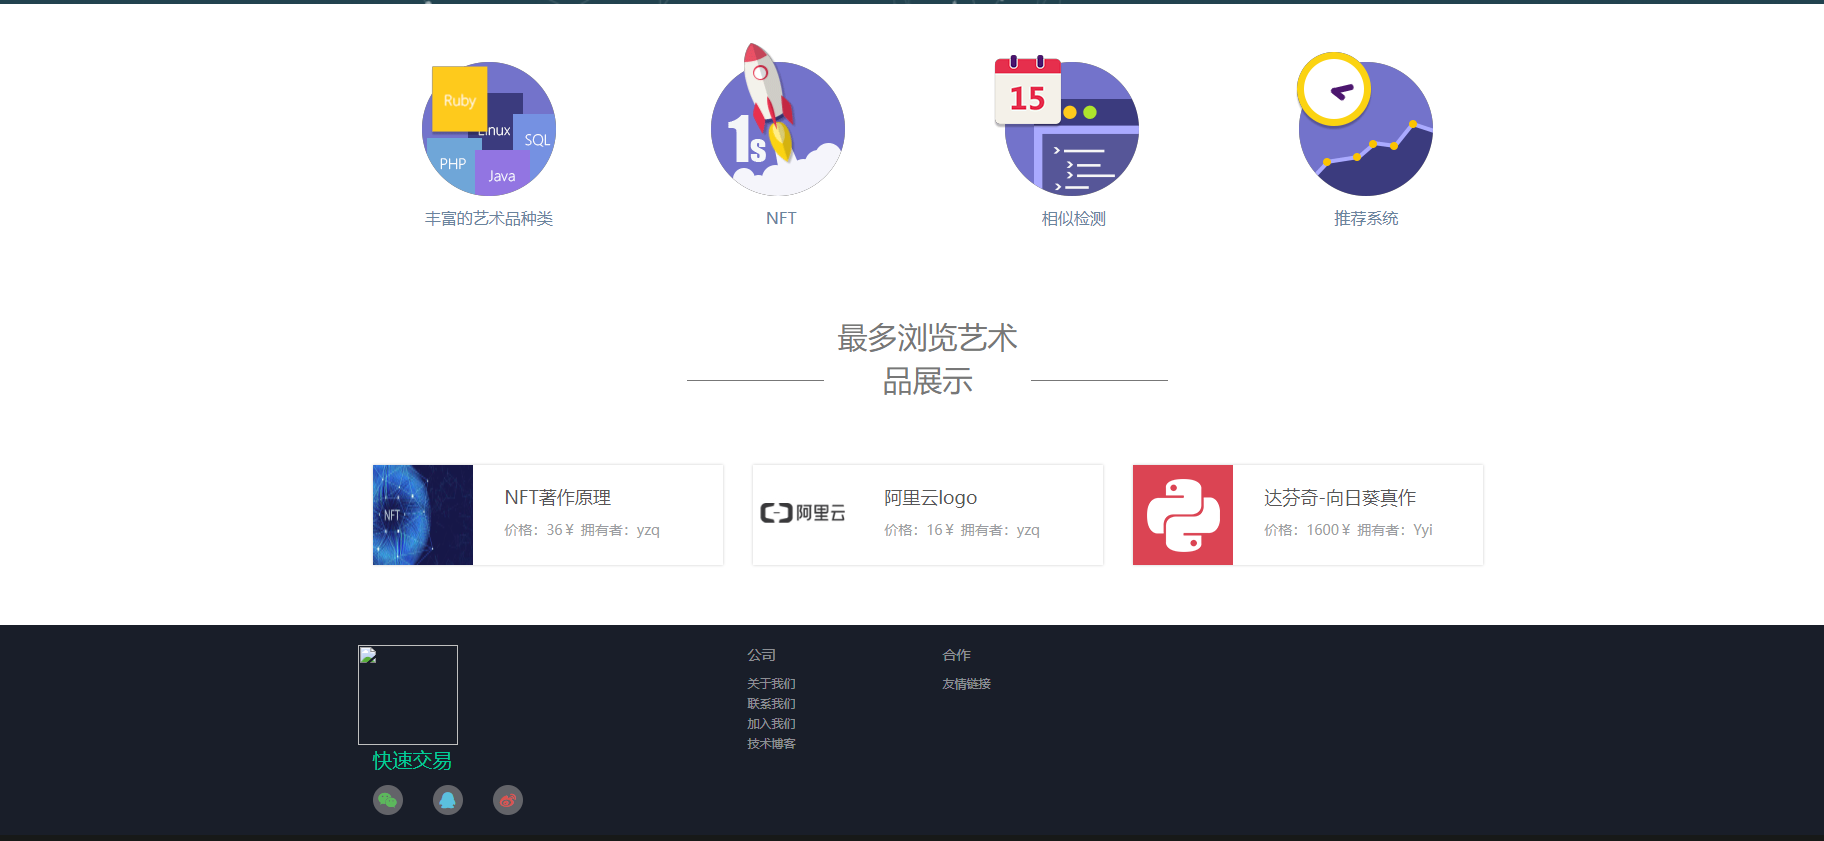 Ruby
Linux
SQL
PHP
Java
1s
15
丰富的艺术品种类
NFT
相似检测
推荐系统
最多浏览艺术
品展示
NFT
NFT著作原理
价格：36￥ 拥有者：yzq
阿里云
阿里云logo
价格：16￥ 拥有者：yzq
达芬奇-向日葵真作
价格：1600￥ 拥有者：Yyi
快速交易
公司
关于我们
联系我们
加入我们
技术博客
合作
友情链接